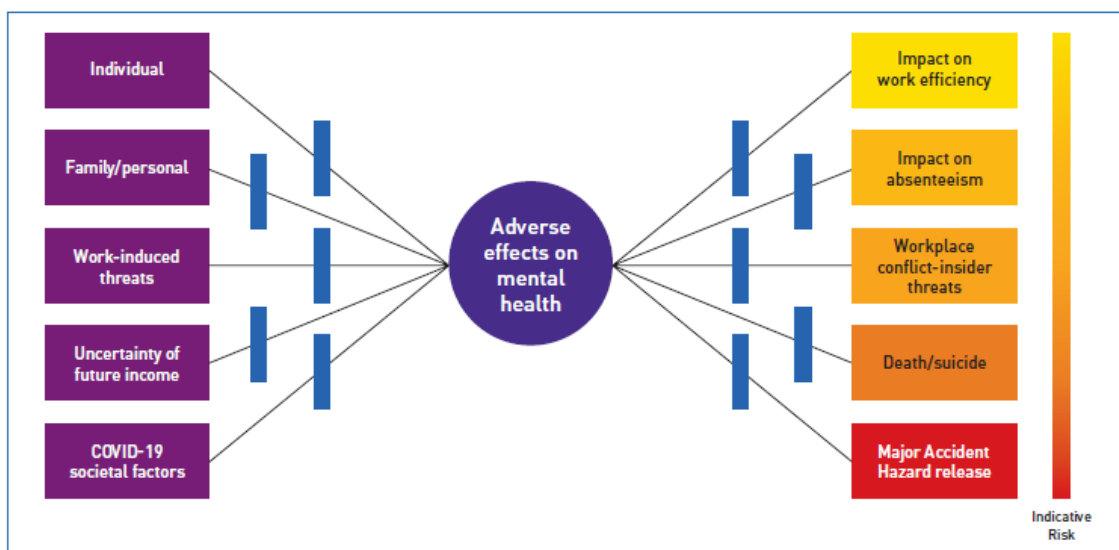 Individual
Family/personal
Work-induced
threats
Uncertainty of
future income
COVID-19
societal factors
Adverse
effects on
mental
health
Impact on
work efficiency
Impact on
absenteeism
Workplace
conflict-insider
threats
Death/suicide
Major Accident
Hazard release
Indicative
Risk